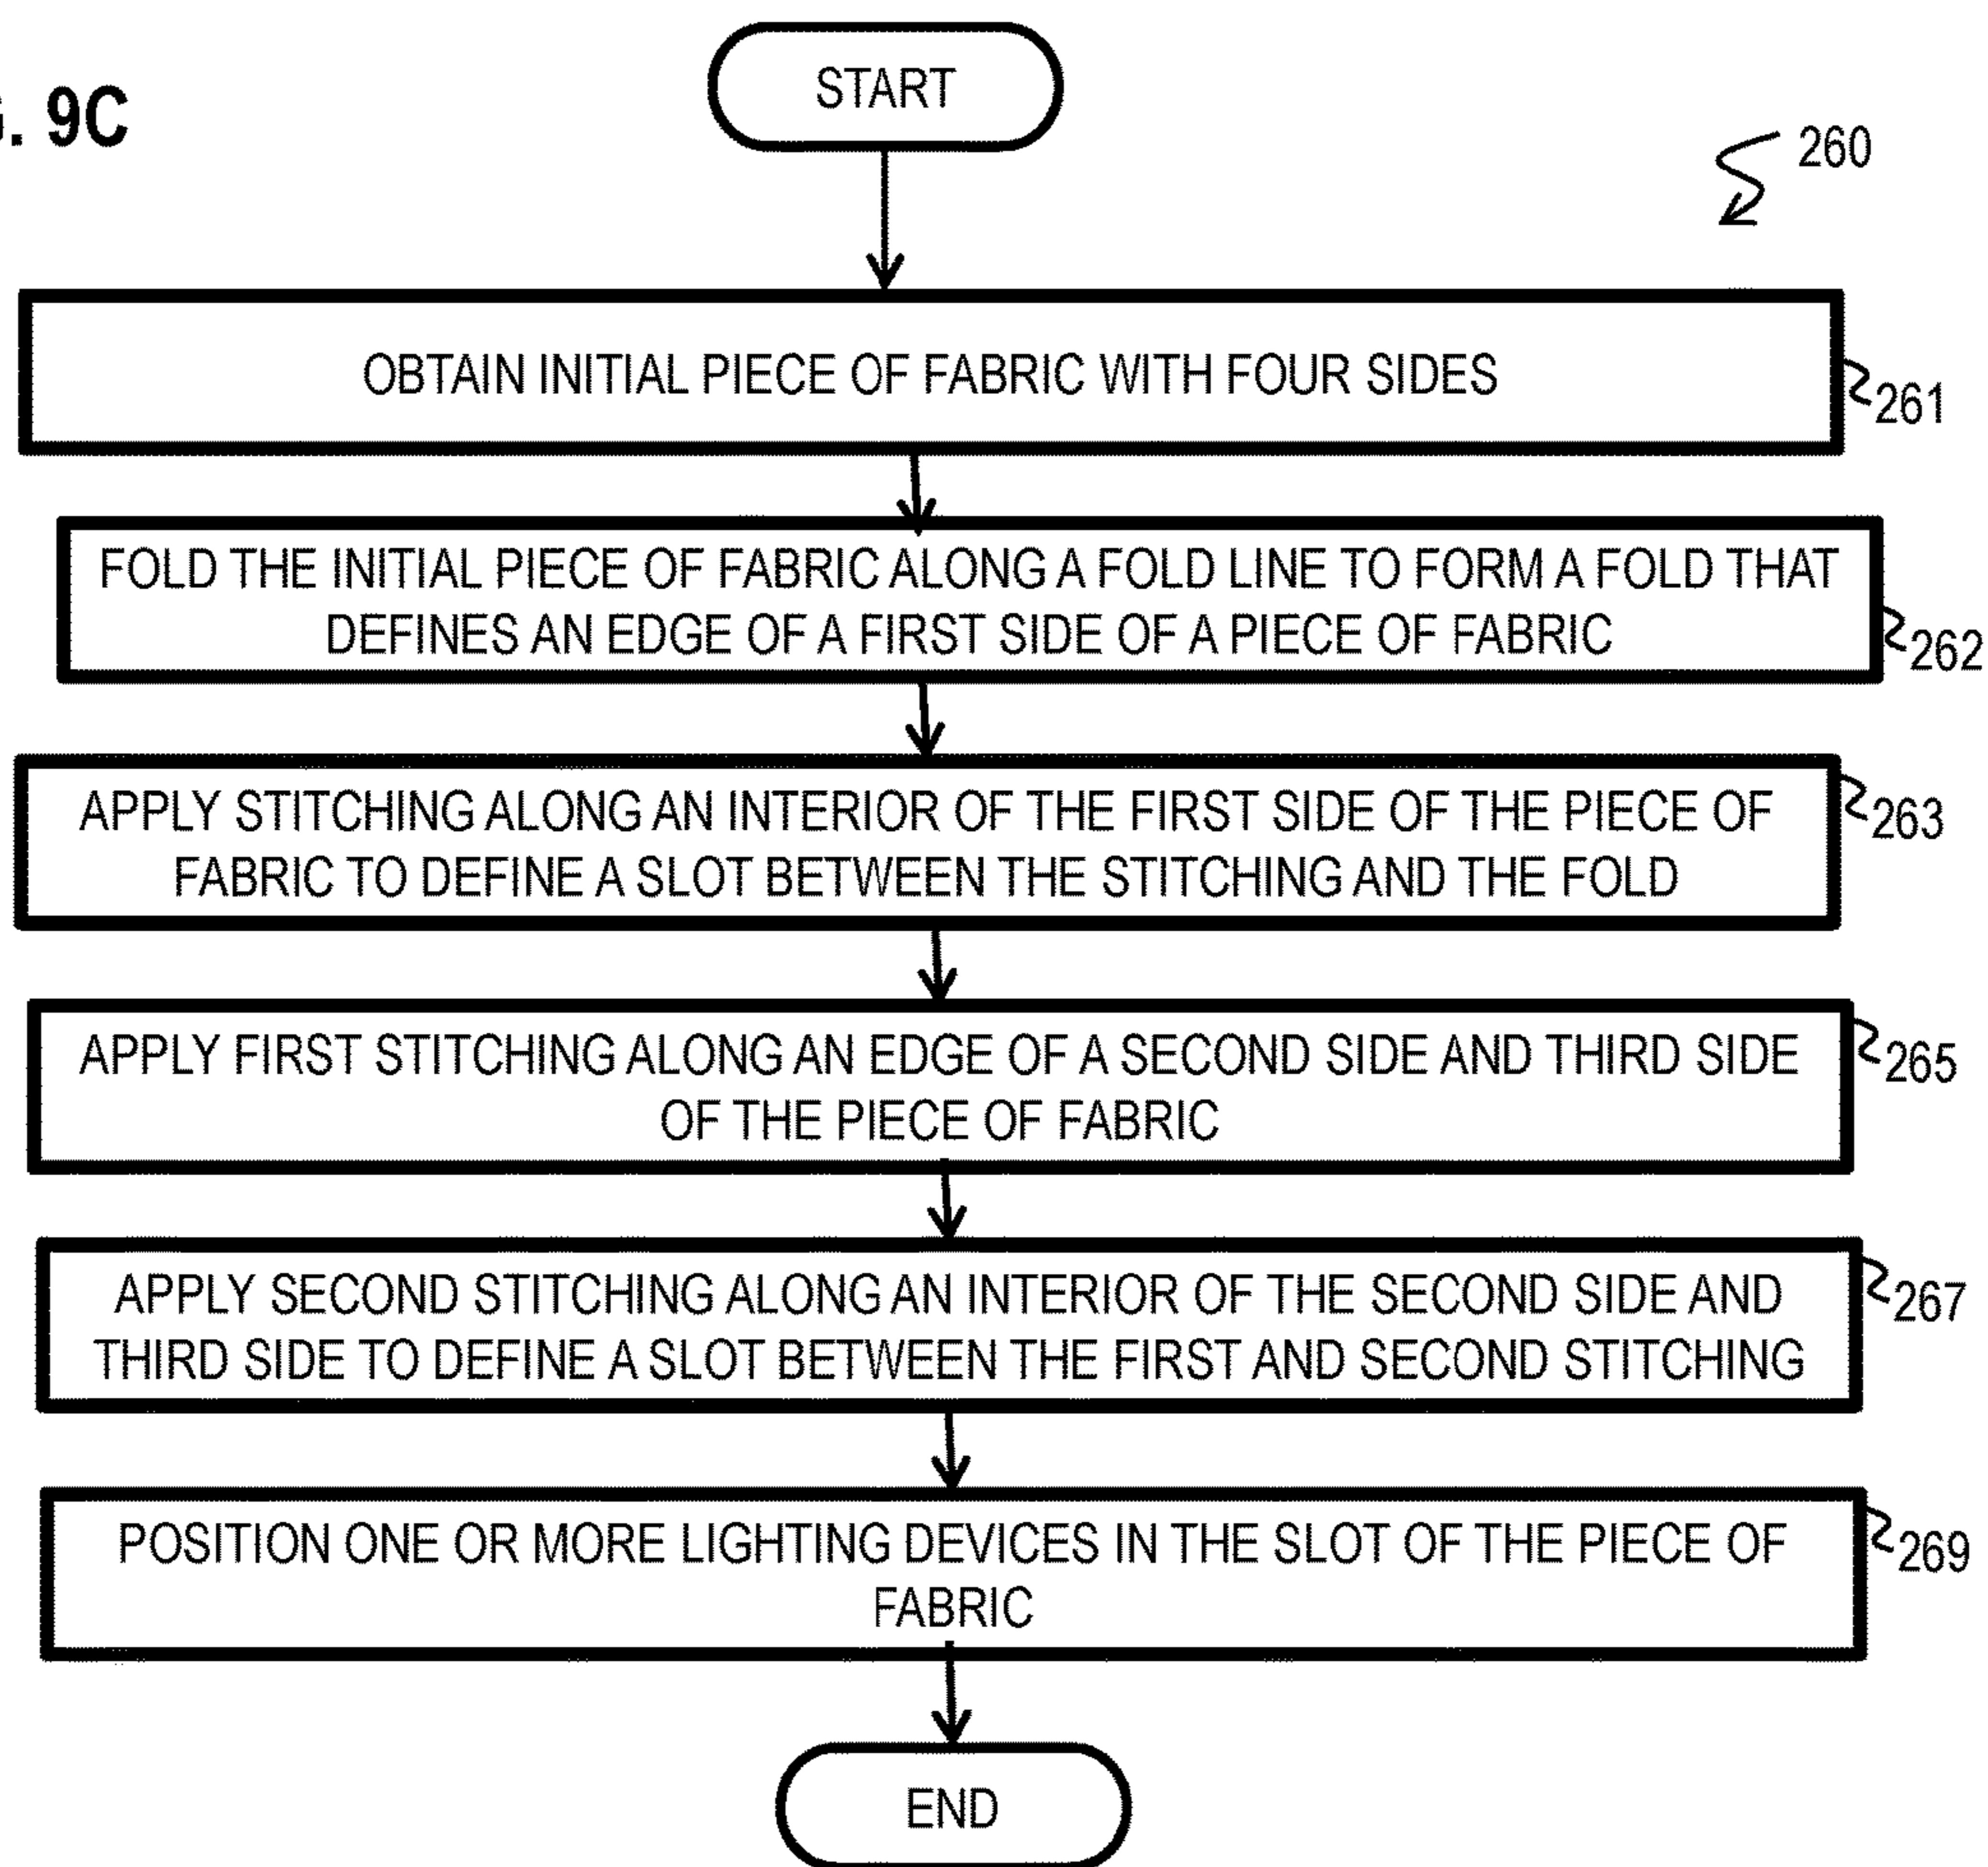 G. 9C
START
260
OBTAIN INITIAL PIECE OF FABRIC WITH FOUR SIDES
261
FOLD THE INITIAL PIECE OF FABRIC ALONG A FOLD LINE TO FORM A FOLD THAT
DEFINES AN EDGE OF A FIRST SIDE OF A PIECE OF FABRIC
262
APPLY STITCHING ALONG AN INTERIOR OF THE FIRST SIDE OF THE PIECE OF
FABRIC TO DEFINE A SLOT BETWEEN THE STITCHING AND THE FOLD
263
APPLY FIRST STITCHING ALONG AN EDGE OF A SECOND SIDE AND THIRD SIDE
OF THE PIECE OF FABRIC
265
APPLY SECOND STITCHING ALONG AN INTERIOR OF THE SECOND SIDE AND
THIRD SIDE TO DEFINE A SLOT BETWEEN THE FIRST AND SECOND STITCHING
267
POSITION ONE OR MORE LIGHTING DEVICES IN THE SLOT OF THE PIECE OF
FABRIC
269
END